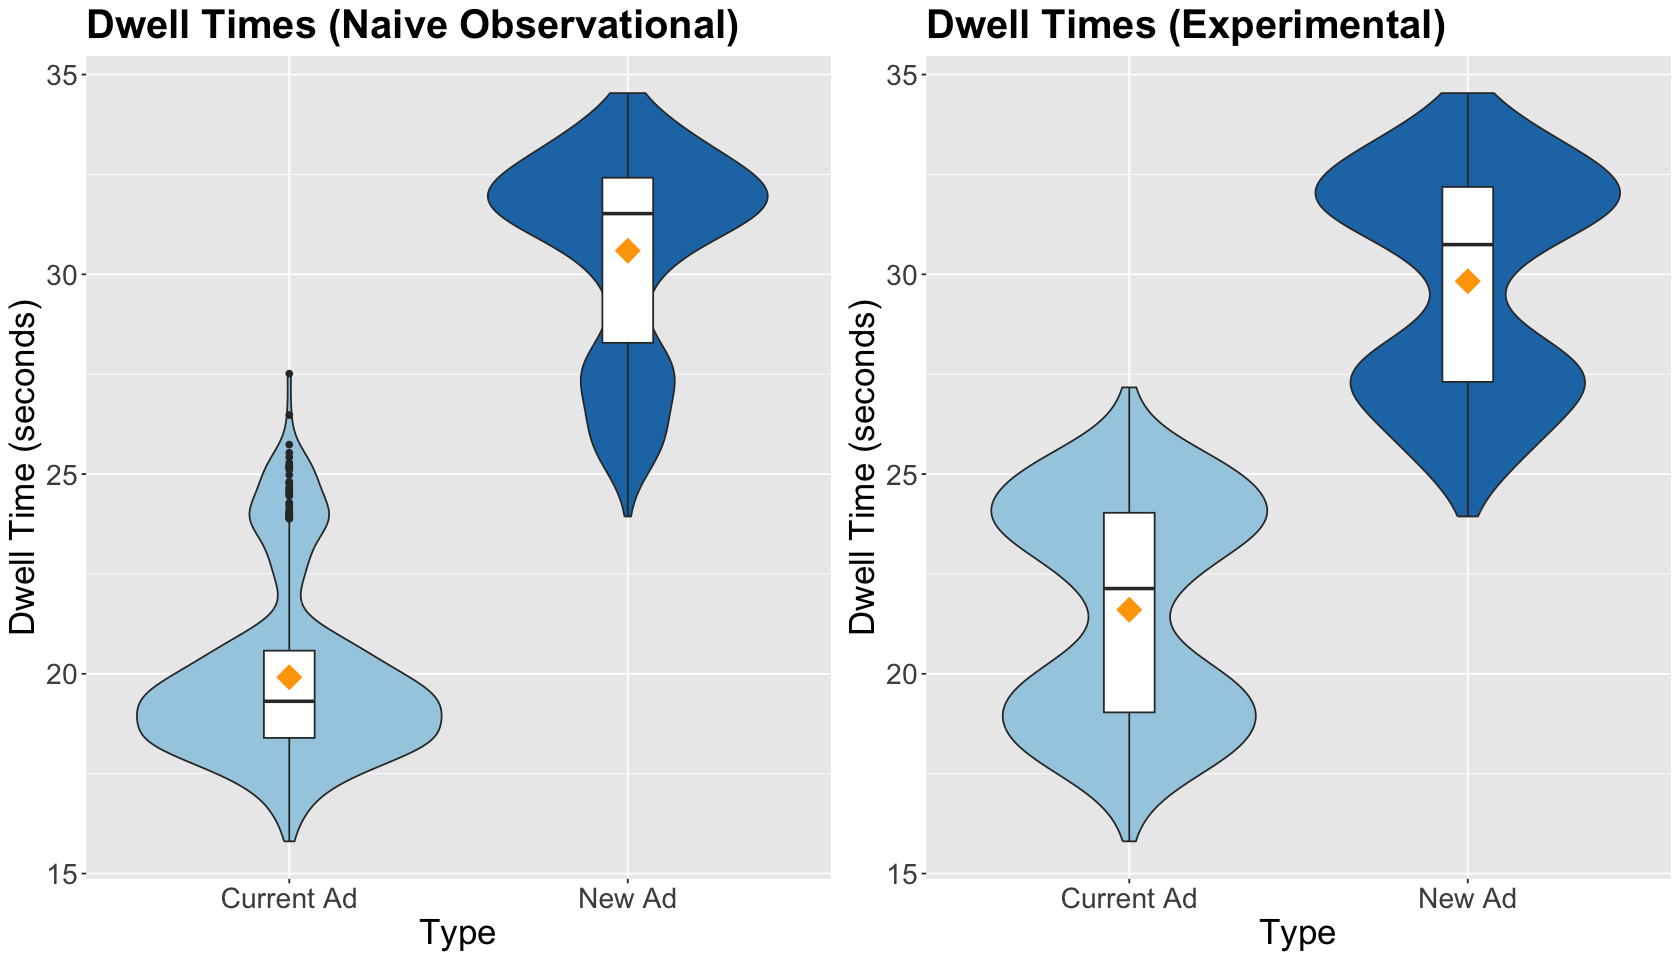 Dwell Times (Naive Observational)
Dwell Time (seconds)
35
30
25
20
15
Current Ad
New Ad
Type
Dwell Times (Experimental)
Dwell Time (seconds)
35
30
25
20
15
Current Ad
New Ad
Type